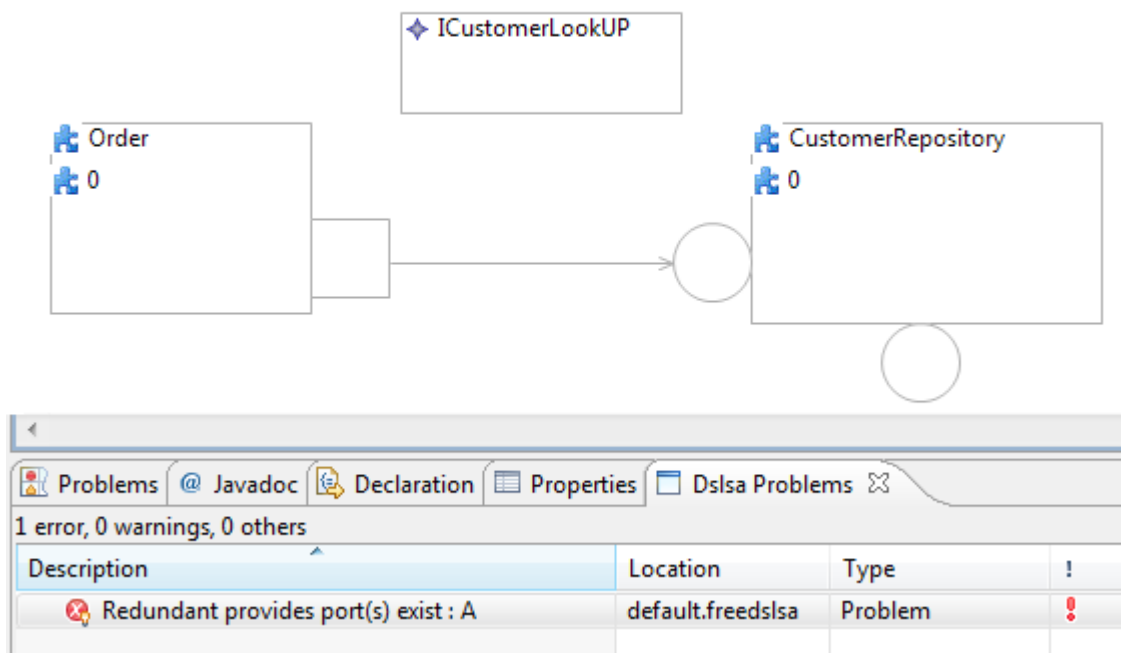 ICustomerLookUP
Order
0
CustomerRepository
0
Problems @ Javadoc Declaration Properties Dslsa Problems
1 error, 0 warnings, 0 others
Description Location Type !
Redundant provides port(s) exist : A default.freedslsa Problem